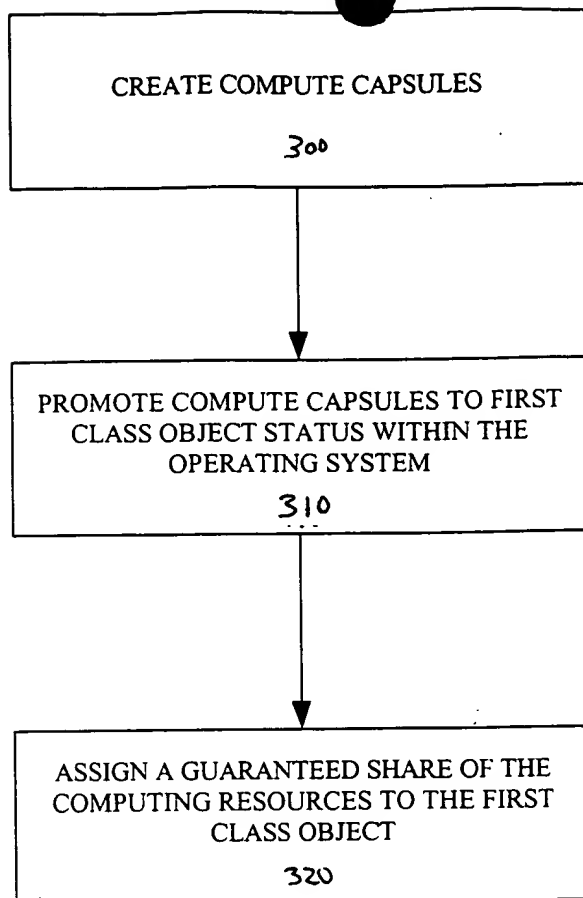 CREATE COMPUTE CAPSULES
300
PROMOTE COMPUTE CAPSULES TO FIRST
CLASS OBJECT STATUS WITHIN THE
OPERATING SYSTEM
310
ASSIGN A GUARANTEED SHARE OF THE
COMPUTING RESOURCES TO THE FIRST
CLASS OBJECT
320